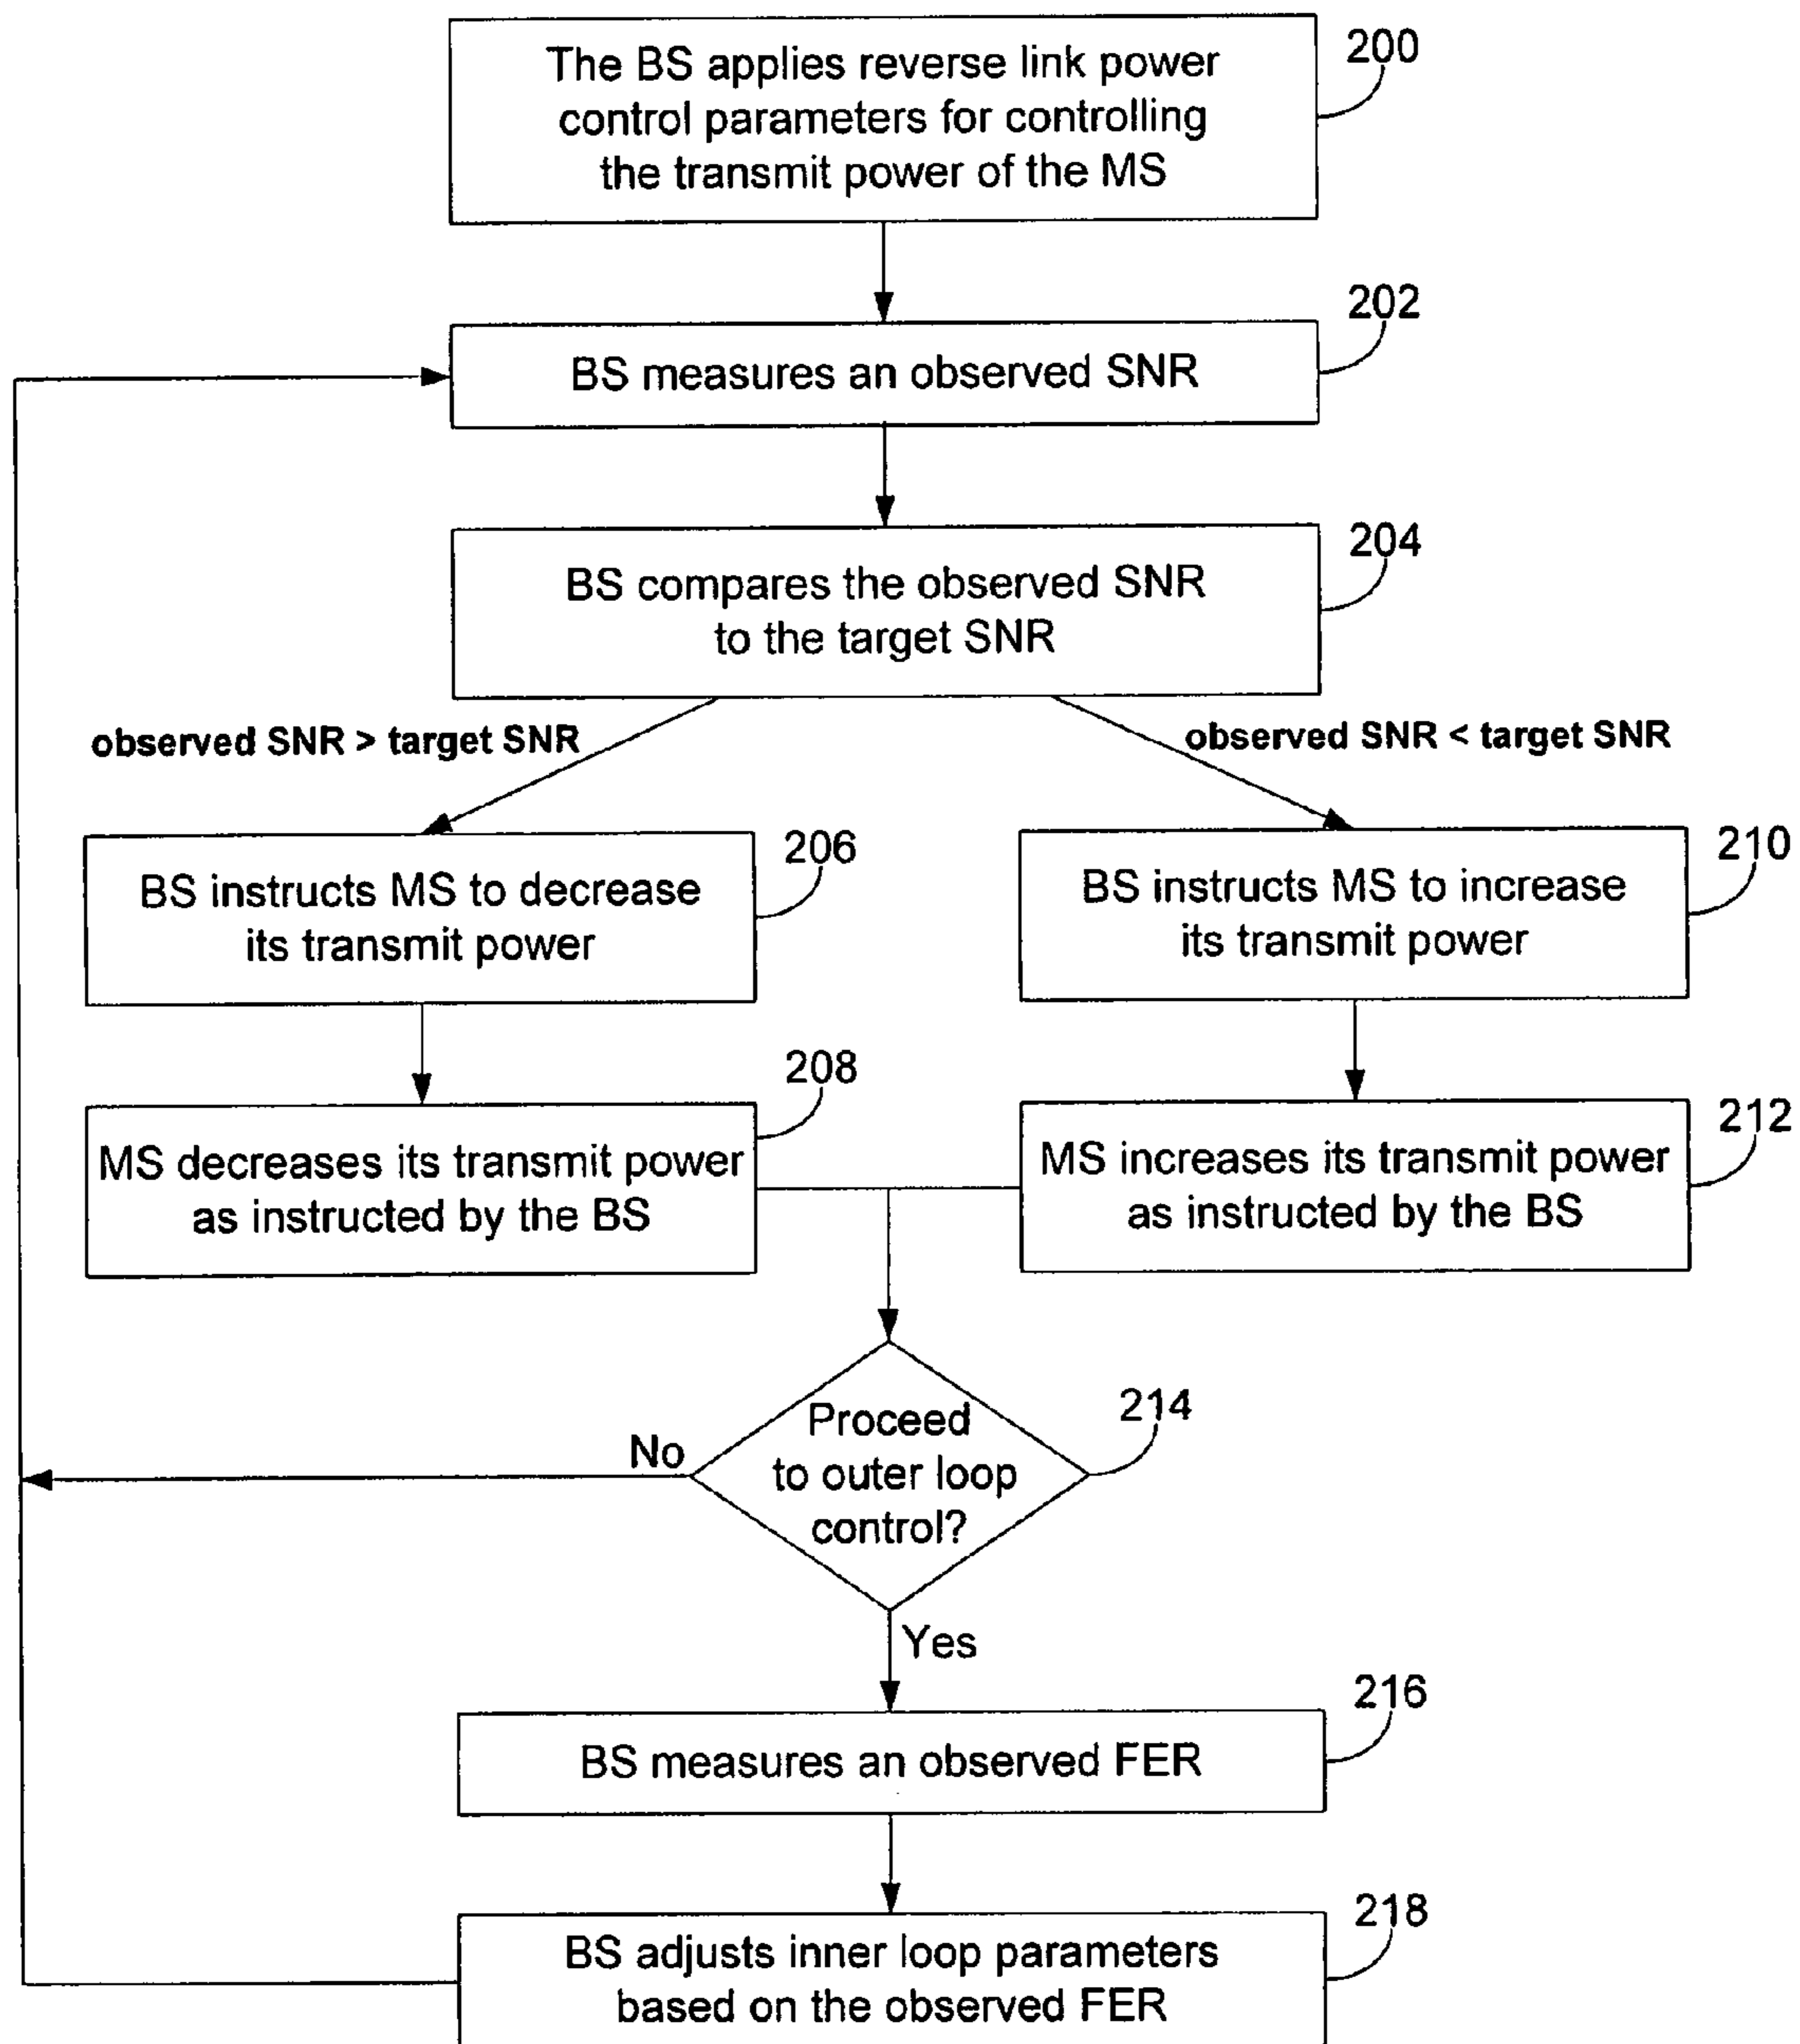 The BS applies reverse link power
control parameters for controlling
the transmit power of the MS
200
BS measures an observed SNR
202
BS compares the observed SNR
to the target SNR
204
observed SNR > target SNR
observed SNR < target SNR
BS instructs MS to decrease
its transmit power
206
BS instructs MS to increase
its transmit power
210
MS decreases its transmit power
as instructed by the BS
208
MS increases its transmit power
as instructed by the BS
212
Proceed
to outer loop
control?
214
No
Yes
BS measures an observed FER
216
BS adjusts inner loop parameters
based on the observed FER
218